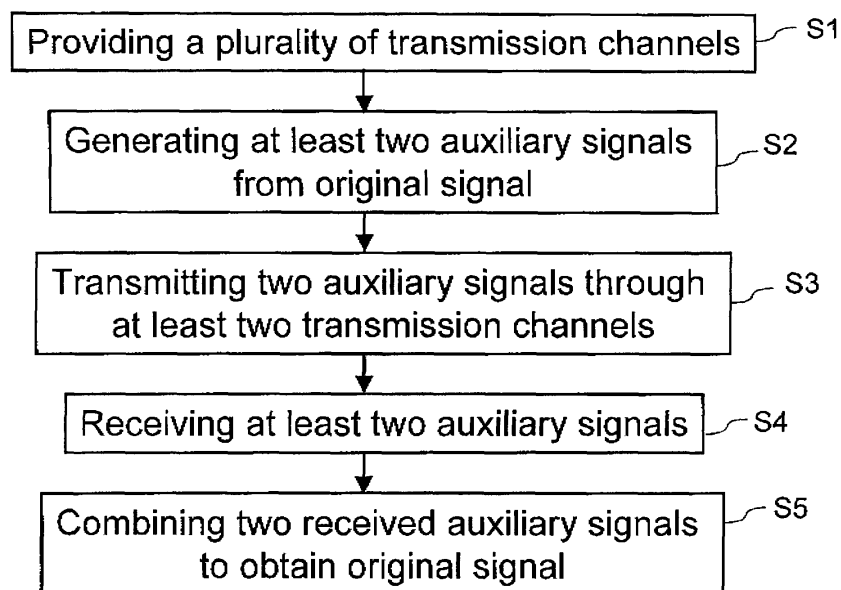 Providing a plurality of transmission channels S1
Generating at least two auxiliary signals S2
from original signal
Transmitting two auxiliary signals through S3
at least two transmission channels
Receiving at least two auxiliary signals S4
Combining two received auxiliary signals S5
to obtain original signal